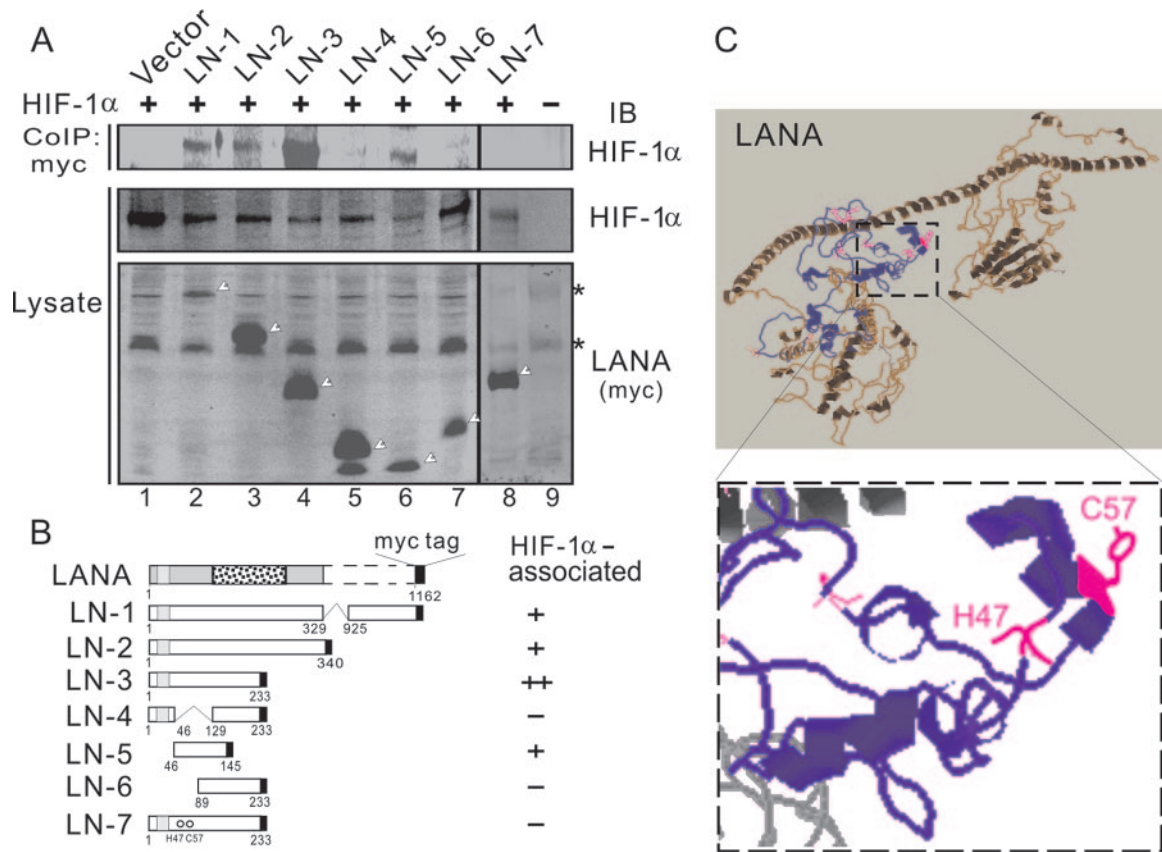 A
Vector LN-1 LN-2 LN-3 LN-4 LN-5 LN-6 LN-7
HIF-1α + + + + + + + + − IB
CoIP: myc HIF-1α
HIF-1α
Lysate * * LANA (myc)
1 2 3 4 5 6 7 8 9
B
myc tag HIF-1α-associated
LANA 1 1162
LN-1 1 329 925 +
LN-2 1 340 +
LN-3 1 233 ++
LN-4 1 46 129 233 −
LN-5 46 145 +
LN-6 89 233 −
LN-7 1 H47 C57 233 −
C
LANA
C57
H47